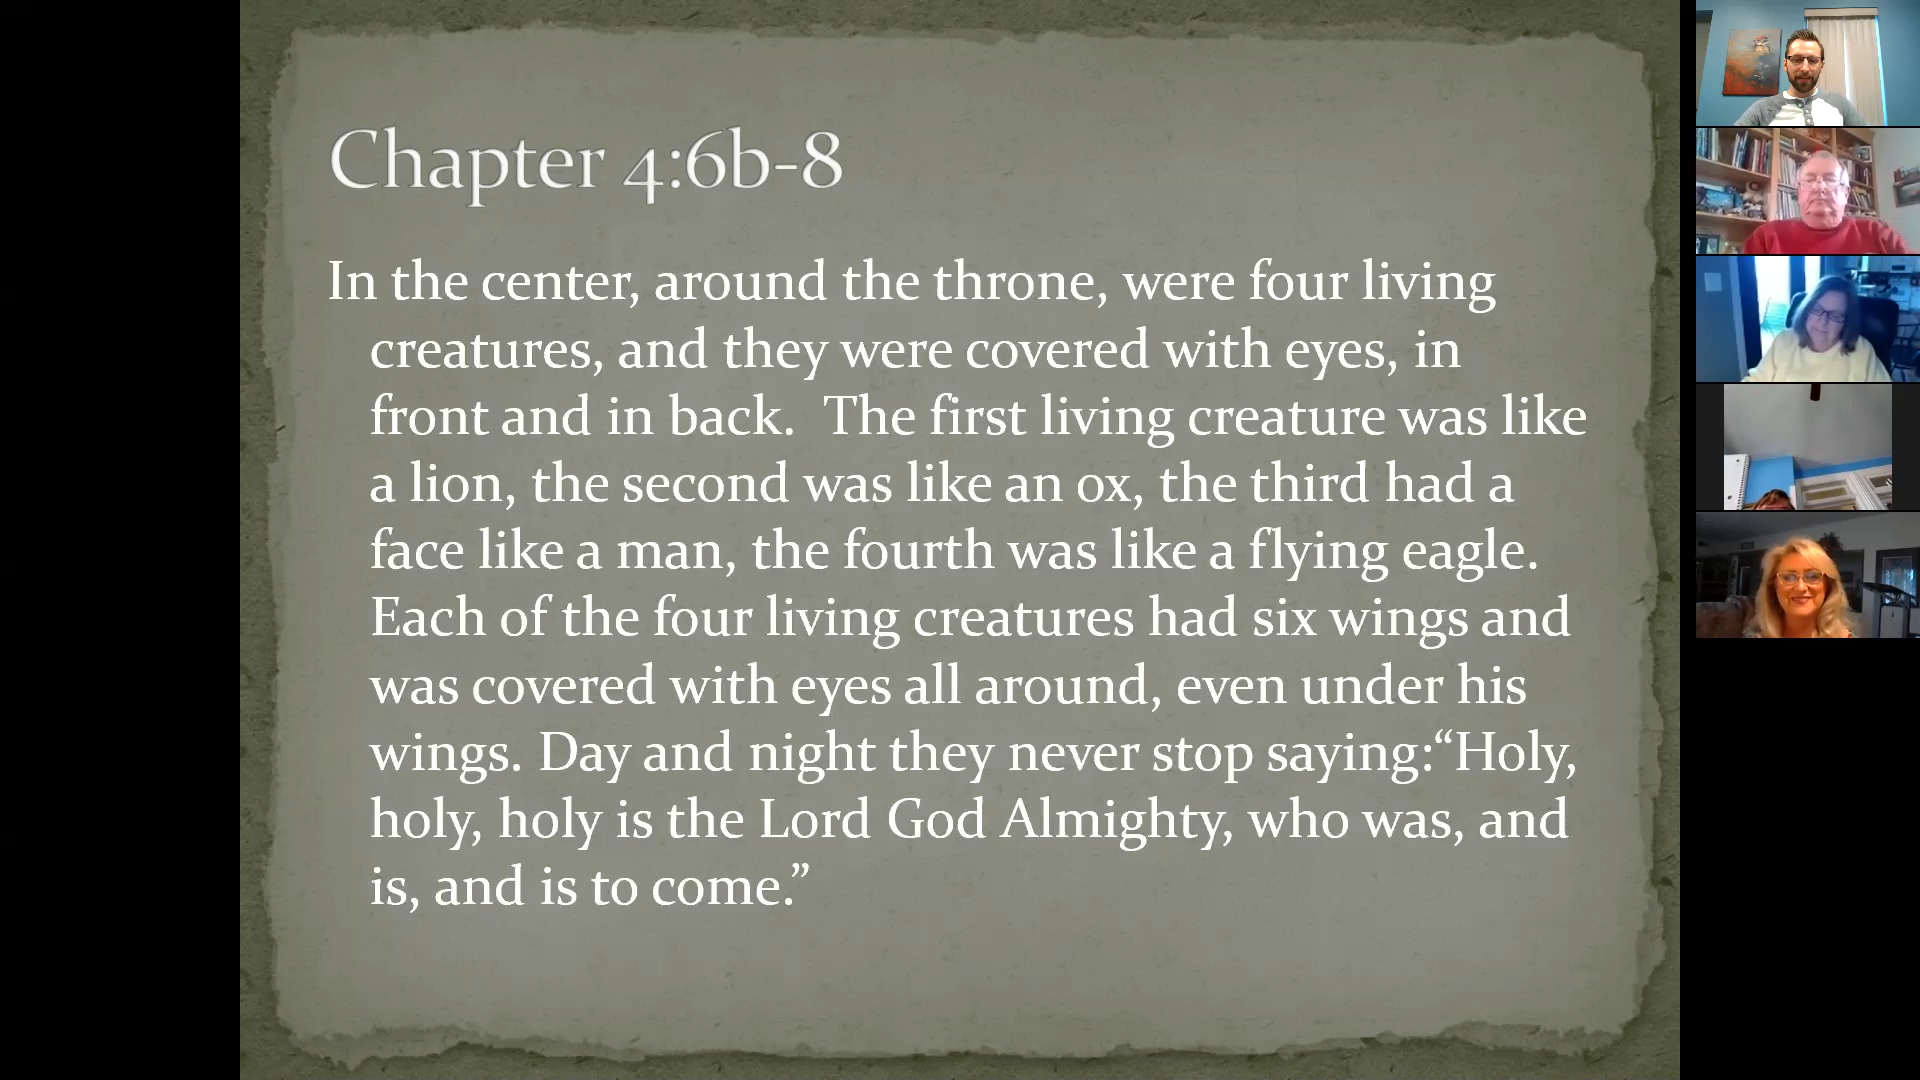 Chapter 4:6b-8
In the center, around the throne, were four living
creatures, and they were covered with eyes, in
front and in back.  The first living creature was like
a lion, the second was like an ox, the third had a
face like a man, the fourth was like a flying eagle.
Each of the four living creatures had six wings and
was covered with eyes all around, even under his
wings. Day and night they never stop saying:“Holy,
holy, holy is the Lord God Almighty, who was, and
is, and is to come.”